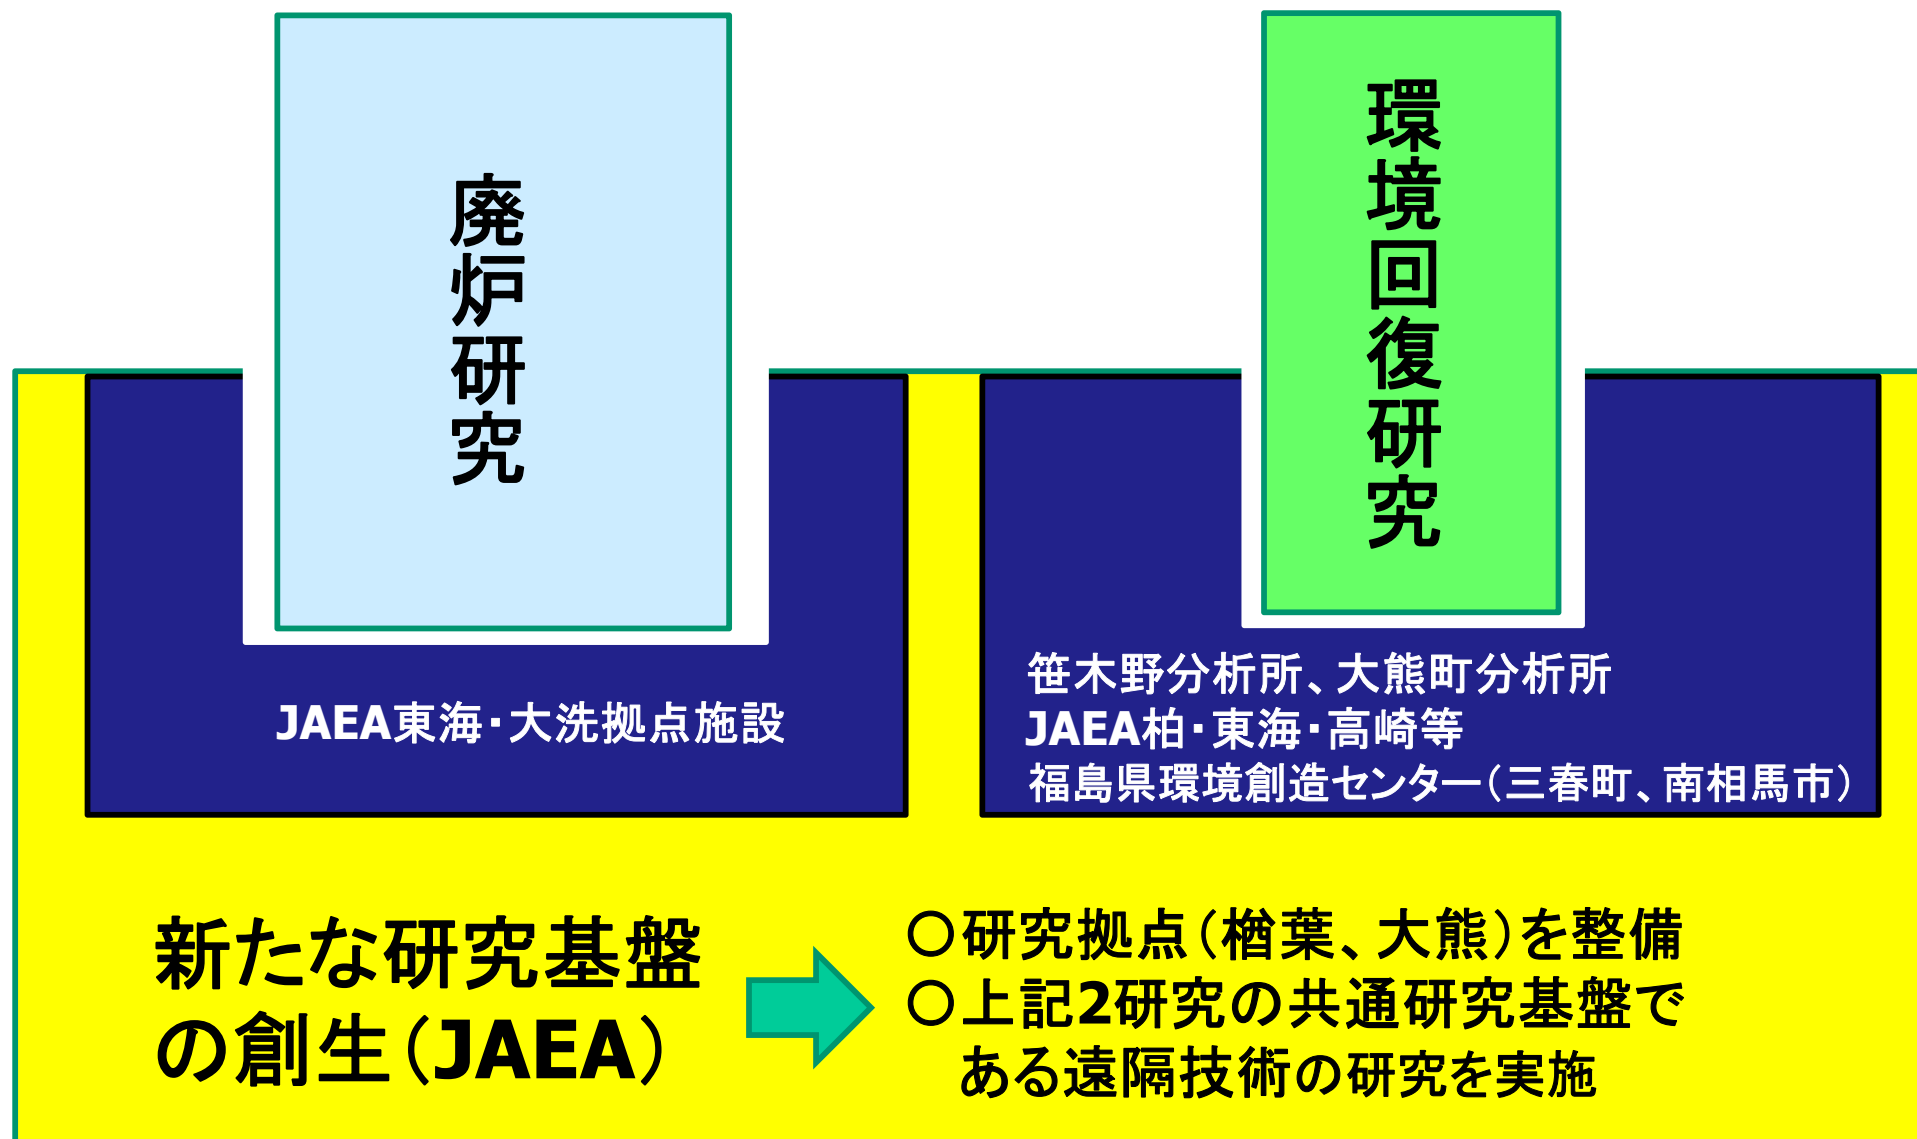 廃炉研究
環境回復研究
JAEA東海・大洗拠点施設
笹木野分析所、大熊町分析所
JAEA柏・東海・高崎等
福島県環境創造センター（三春町、南相馬市）
新たな研究基盤
の創生（JAEA）
○研究拠点（楢葉、大熊）を整備
○上記2研究の共通研究基盤で
ある遠隔技術の研究を実施